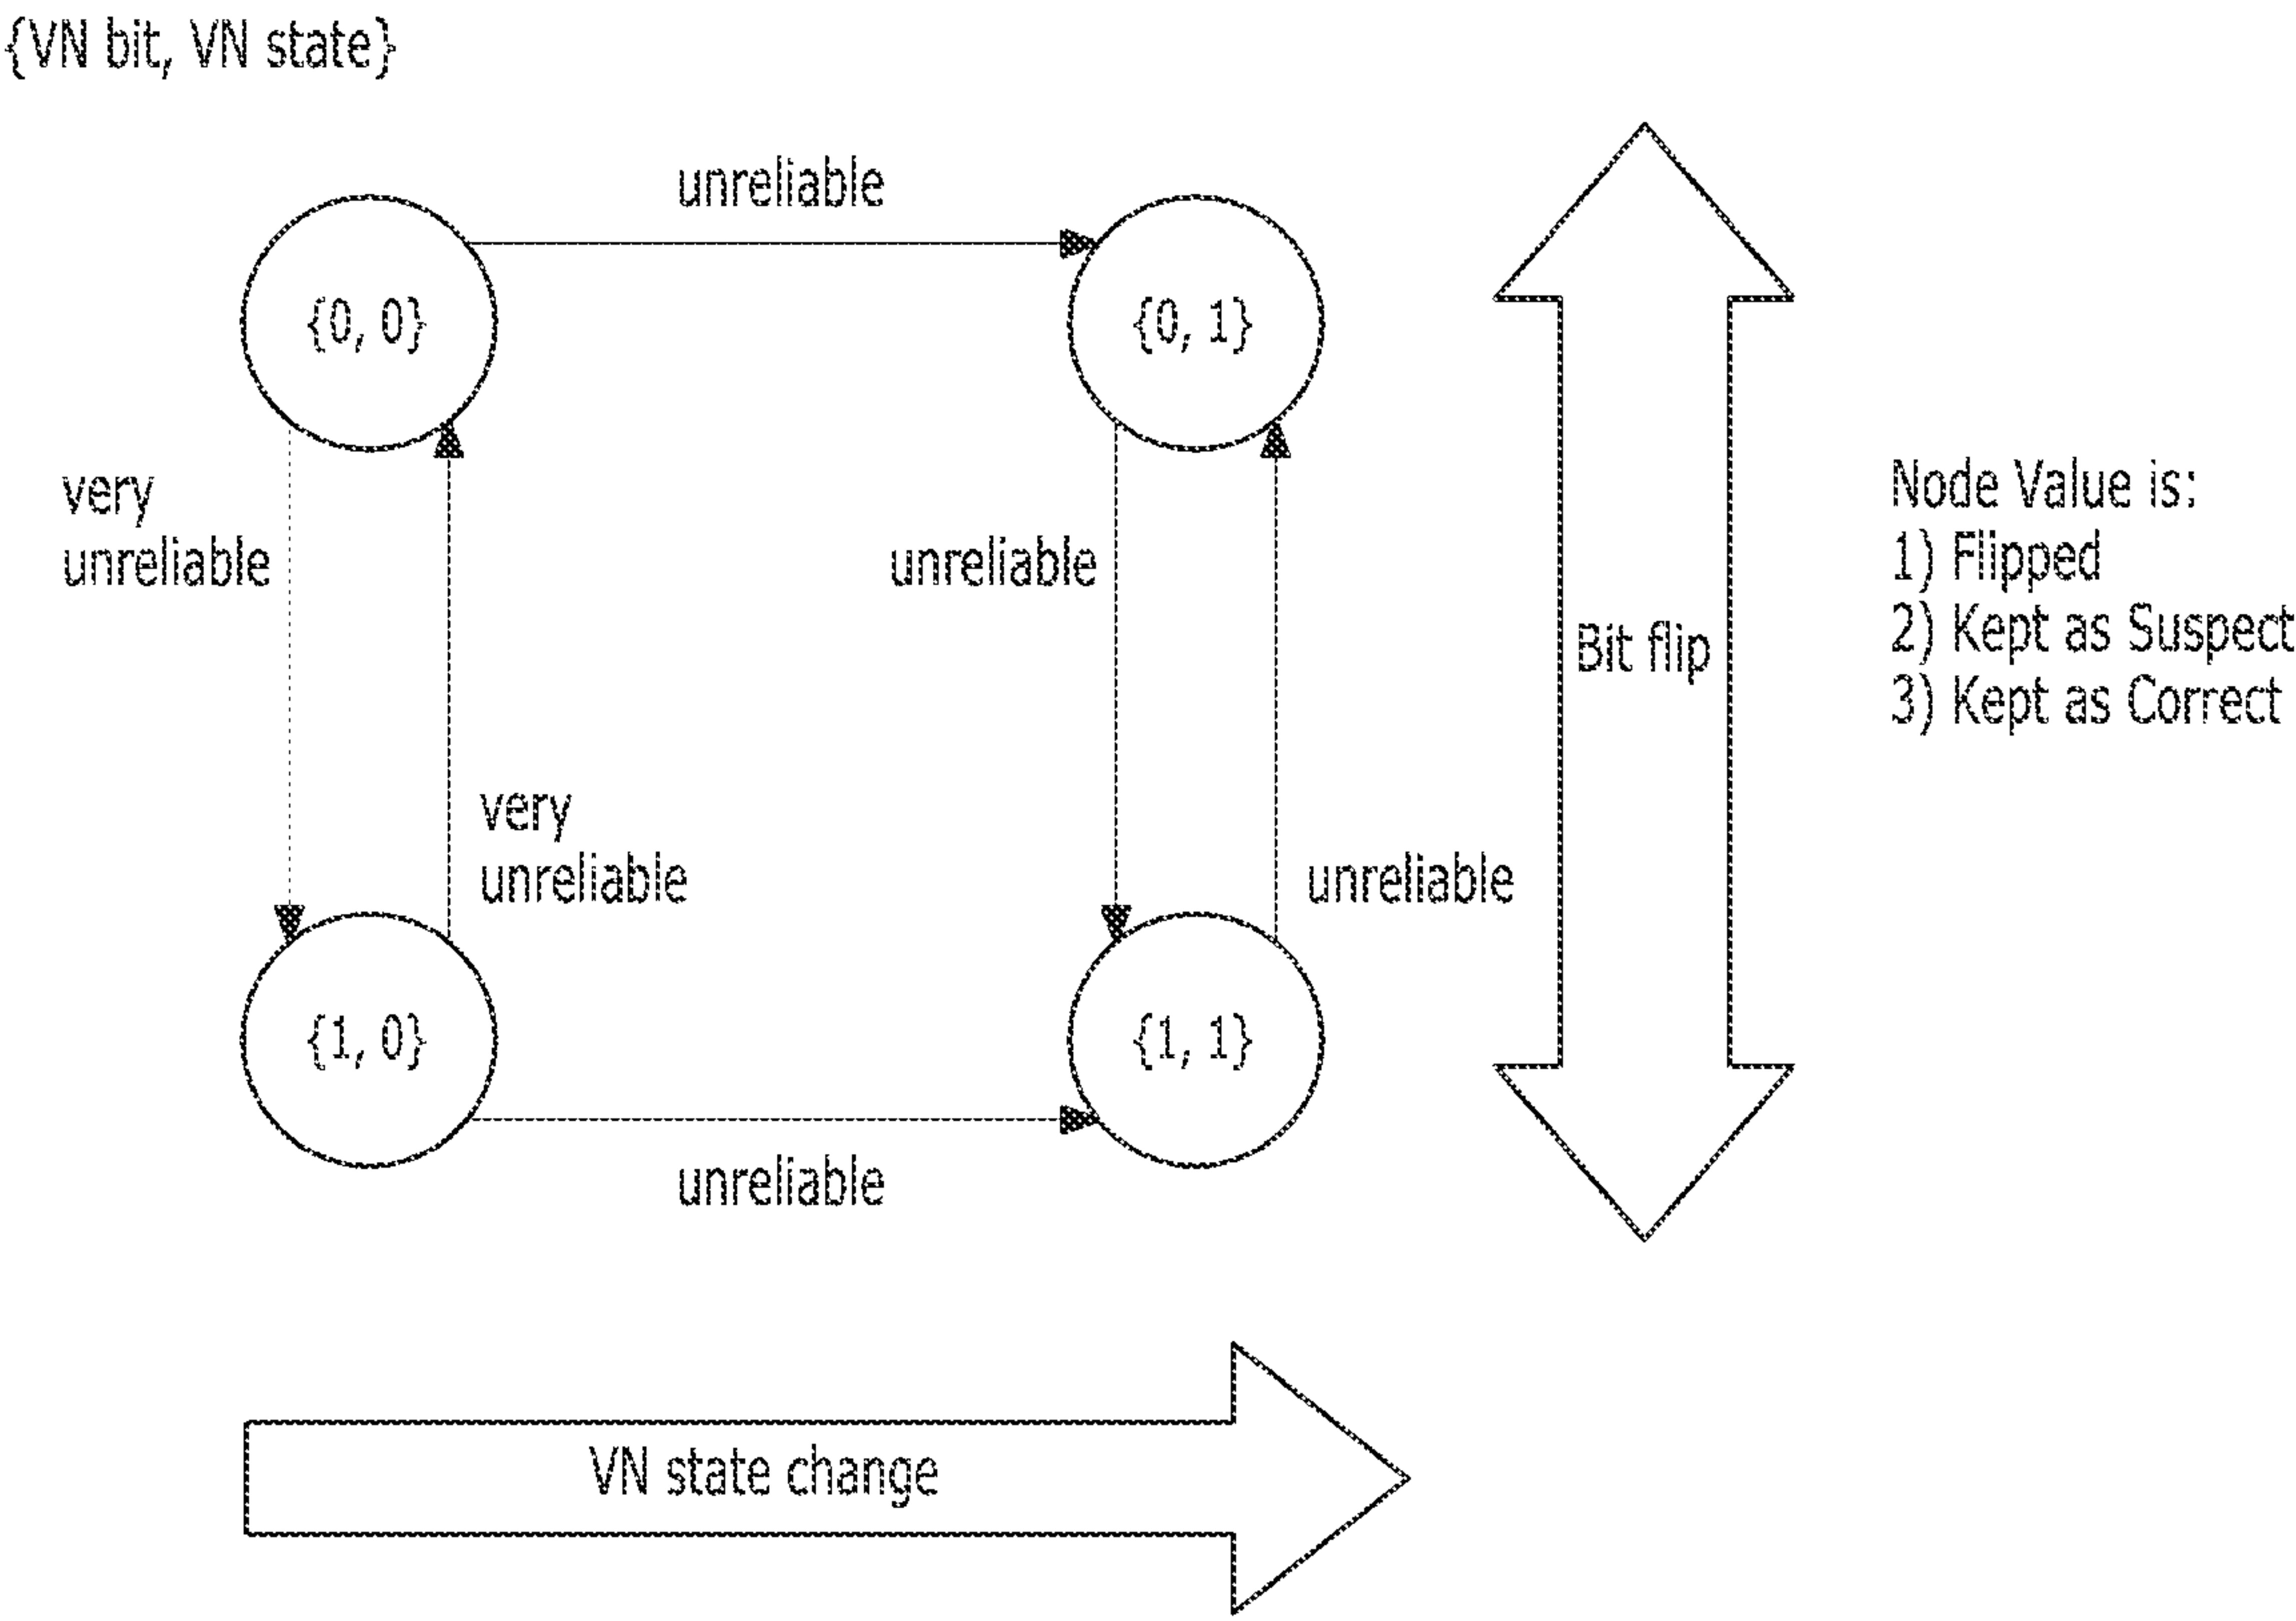 {VN bit, VN state}
unreliable
{0, 0}
{0, 1}
very
unreliable
unreliable
Node Value is:
1) Flipped
2) Kept as Suspect
3) Kept as Correct
Bit flip
very
unreliable
unreliable
{1, 0}
{1, 1}
unreliable
VN state change